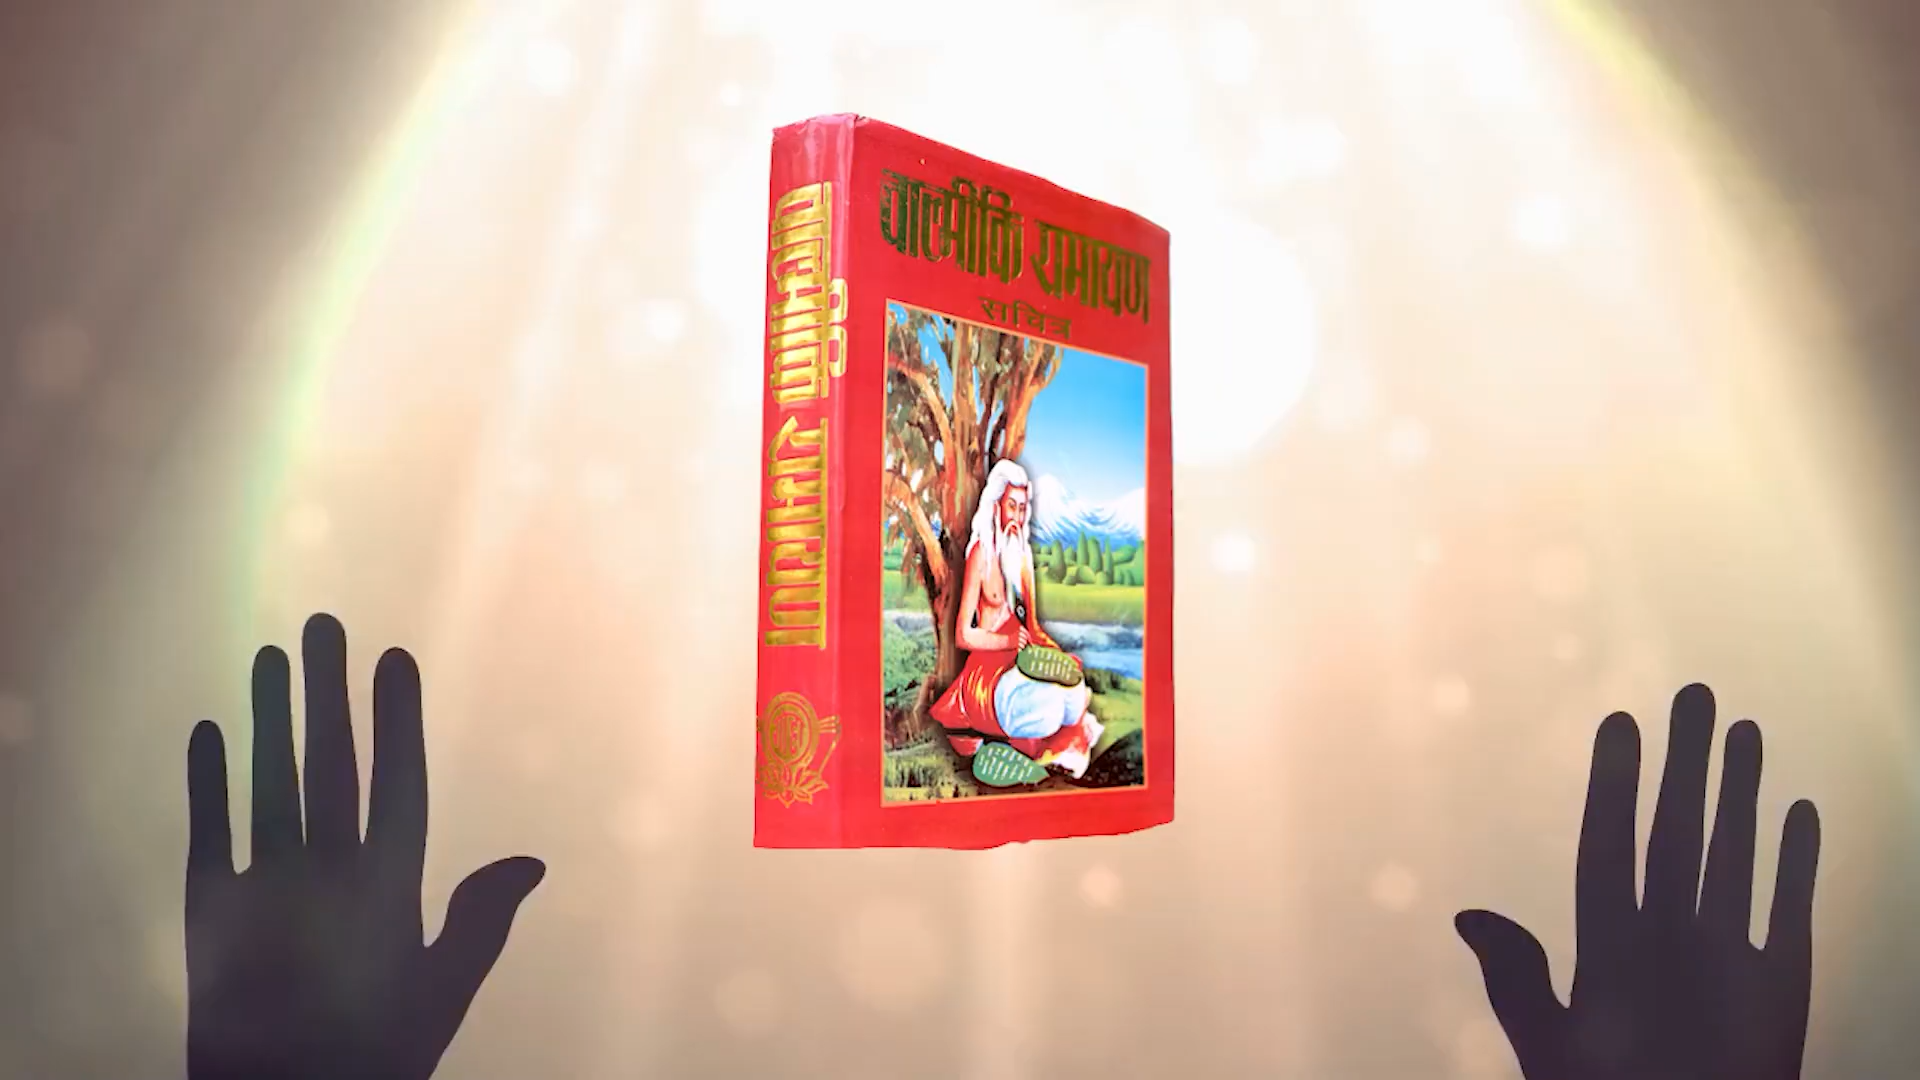 वाल्मीकि रामायण
सचित्र
वाल्मीकि रामायण